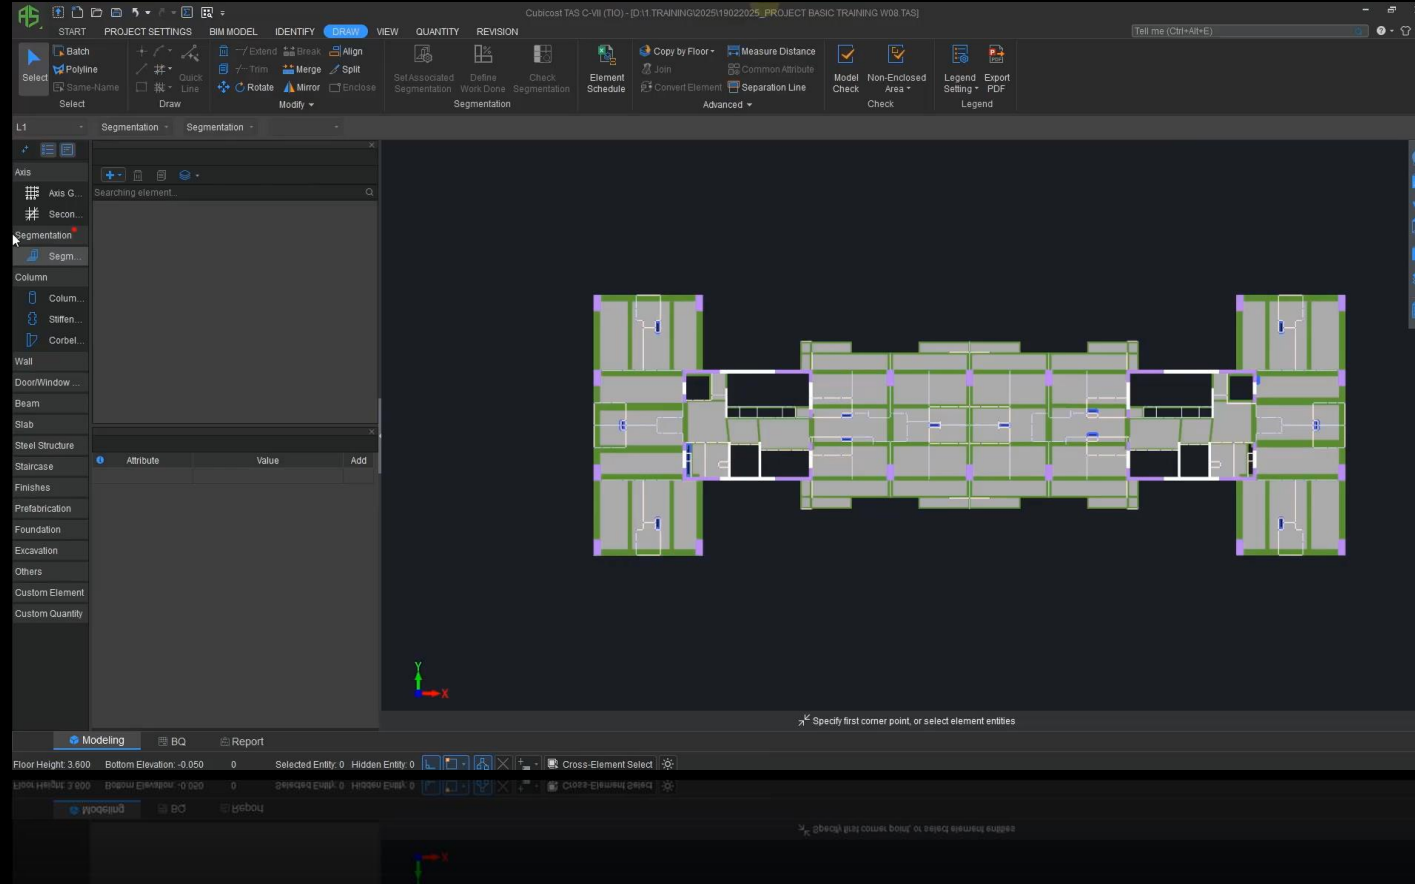 Cubicost TAS C-VII (TIO) - [D:\1.TRAINING\2025\19022025_PROJECT BASIC TRAINING W08 TAS]
START PROJECT SETTINGS BIM MODEL IDENTIFY DRAW VIEW QUANTITY REVISION Tell me (Ctrl+Alt+E)
Batch Extend Break Align Copy by Floor Measure Distance
Polyline Trim Merge Split Join Common Attribute
Select Same-Name Quick Line Rotate Mirror Enclose Set Associated Segmentation Define Work Done Check Segmentation Element Schedule Convert Element Separation Line Model Check Non-Enclosed Area Legend Setting Export PDF
Select Draw Modify Segmentation Advanced Check Legend
L1 Segmentation Segmentation
Axis
Axis G...
Searching element...
Secon...
Segmentation
Segm...
Column
Colum...
Stiffen...
Corbel...
Wall
Door/Window ...
Beam
Slab
Steel Structure
Attribute Value Add
Staircase
Finishes
Prefabrication
Foundation
Excavation
Others
Custom Element
Custom Quantity
Y
X
Specify first corner point, or select element entities
Modeling BQ Report
Floor Height: 3.600 Bottom Elevation: -0.050 0 Selected Entity: 0 Hidden Entity: 0 Cross-Element Select